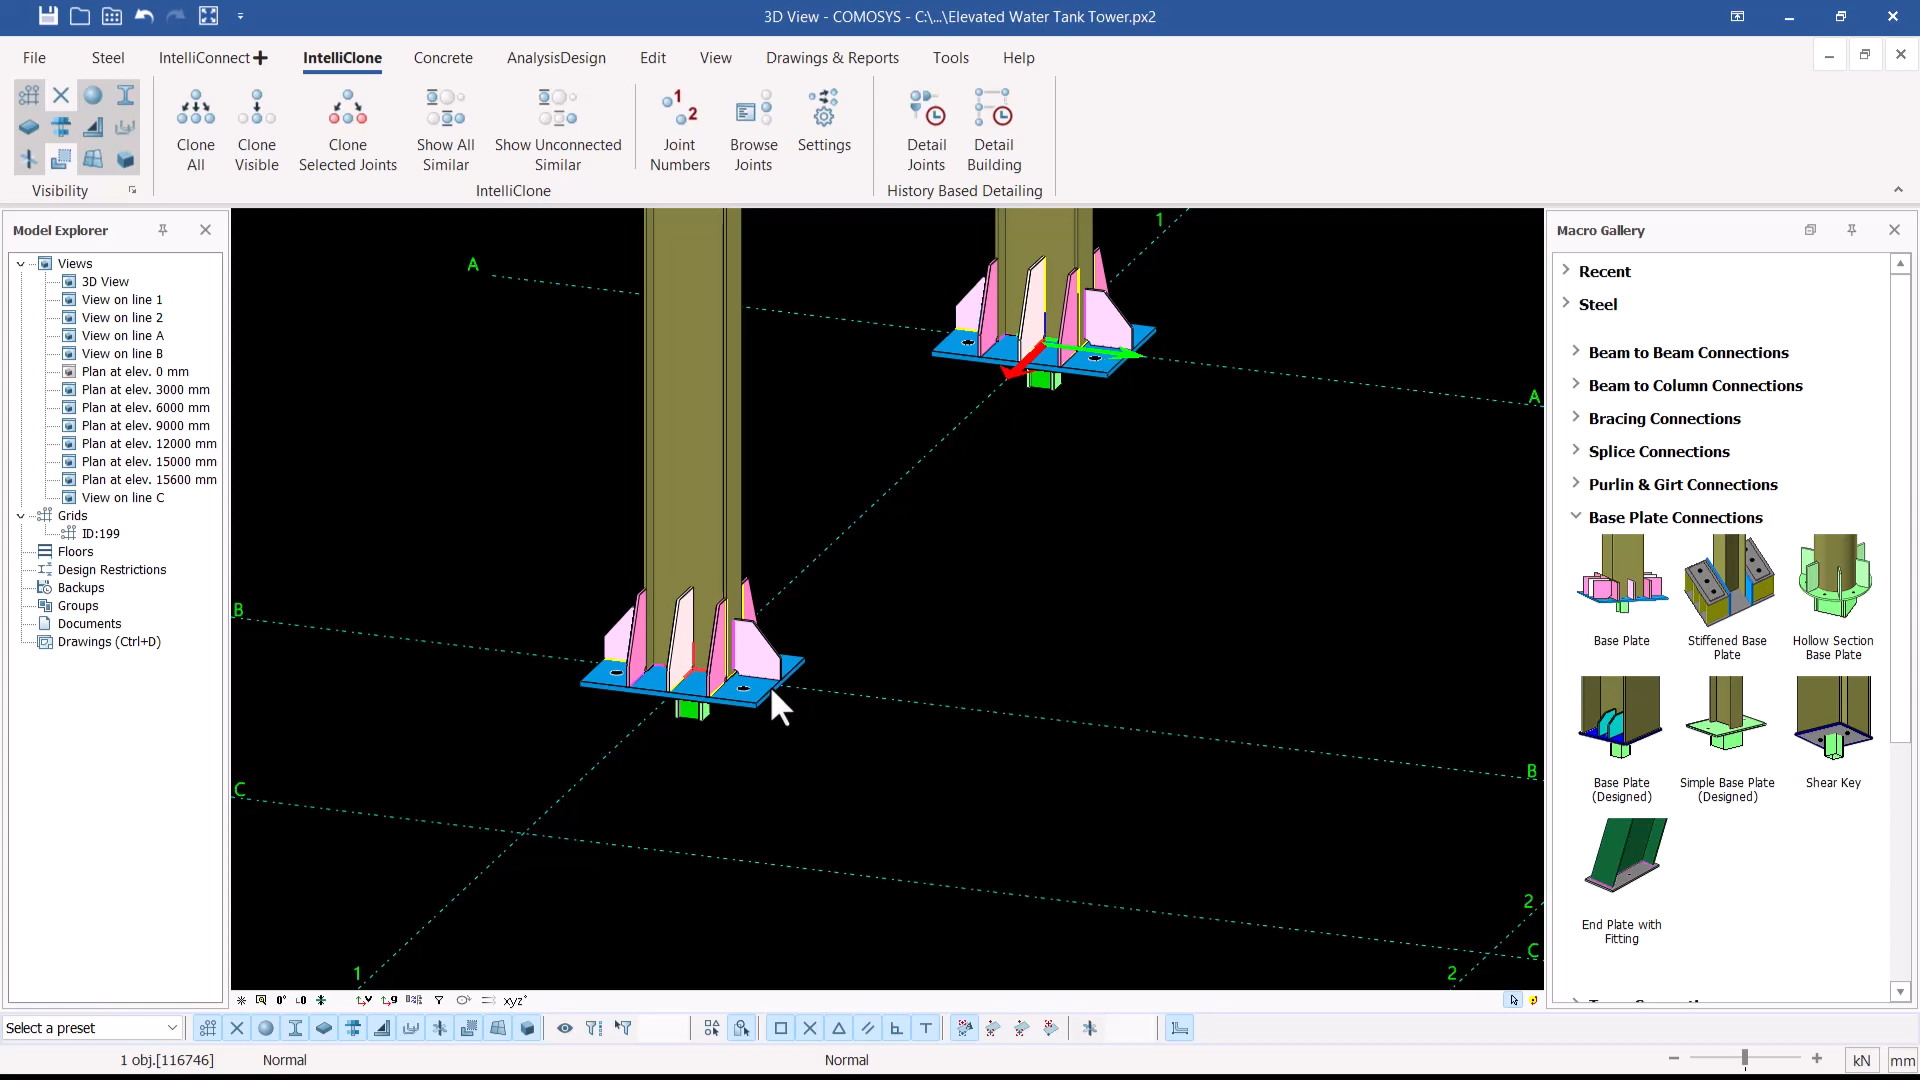 3D View - COMOSYS - C:\...\Elevated Water Tank Tower.px2
File
Steel
IntelliConnect
IntelliClone
Concrete
AnalysisDesign
Edit
View
Drawings & Reports
Tools
Help
Clone
All
Clone
Visible
Clone
Selected Joints
Show All
Similar
Show Unconnected
Similar
Joint
Numbers
Browse
Joints
Settings
Detail
Joints
Detail
Building
Visibility
IntelliClone
History Based Detailing
Model Explorer
Views
3D View
View on line 1
View on line 2
View on line A
View on line B
Plan at elev. 0 mm
Plan at elev. 3000 mm
Plan at elev. 6000 mm
Plan at elev. 9000 mm
Plan at elev. 12000 mm
Plan at elev. 15000 mm
Plan at elev. 15600 mm
View on line C
Grids
ID:199
Floors
Design Restrictions
Backups
Groups
Documents
Drawings (Ctrl+D)
1
A
A
B
B
C
2
C
1
2
Macro Gallery
Recent
Steel
Beam to Beam Connections
Beam to Column Connections
Bracing Connections
Splice Connections
Purlin & Girt Connections
Base Plate Connections
Base Plate
Stiffened Base
Plate
Hollow Section
Base Plate
Base Plate
(Designed)
Simple Base Plate
(Designed)
Shear Key
End Plate with
Fitting
xyz
Select a preset
1 obj.[116746]
Normal
Normal
kN
mm